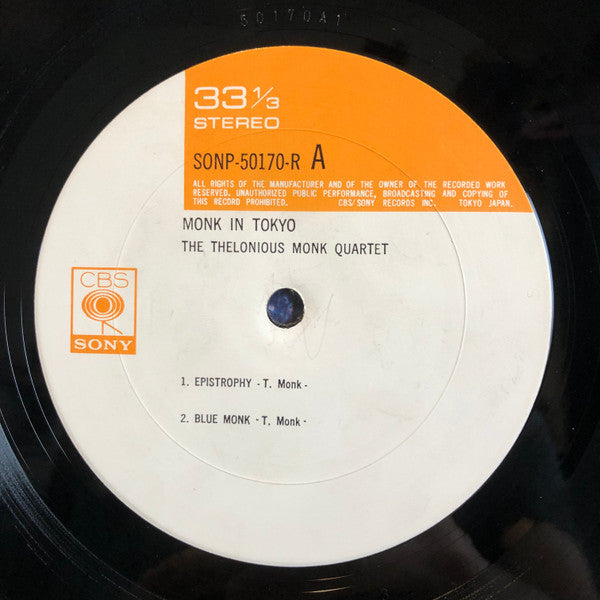 50170A1
33 1/3
STEREO
SONP-50170-R A
ALL RIGHTS OF THE MANUFACTURER AND OF THE OWNER OF THE RECORDED WORK
RESERVED. UNAUTHORIZED PUBLIC PERFORMANCE, BROADCASTING AND COPYING OF
THIS RECORD PROHIBITED. CBS/SONY RECORDS INC. TOKYO JAPAN.
MONK IN TOKYO
THE THELONIOUS MONK QUARTET
CBS
SONY
1. EPISTROPHY - T. Monk -
2. BLUE MONK - T. Monk -